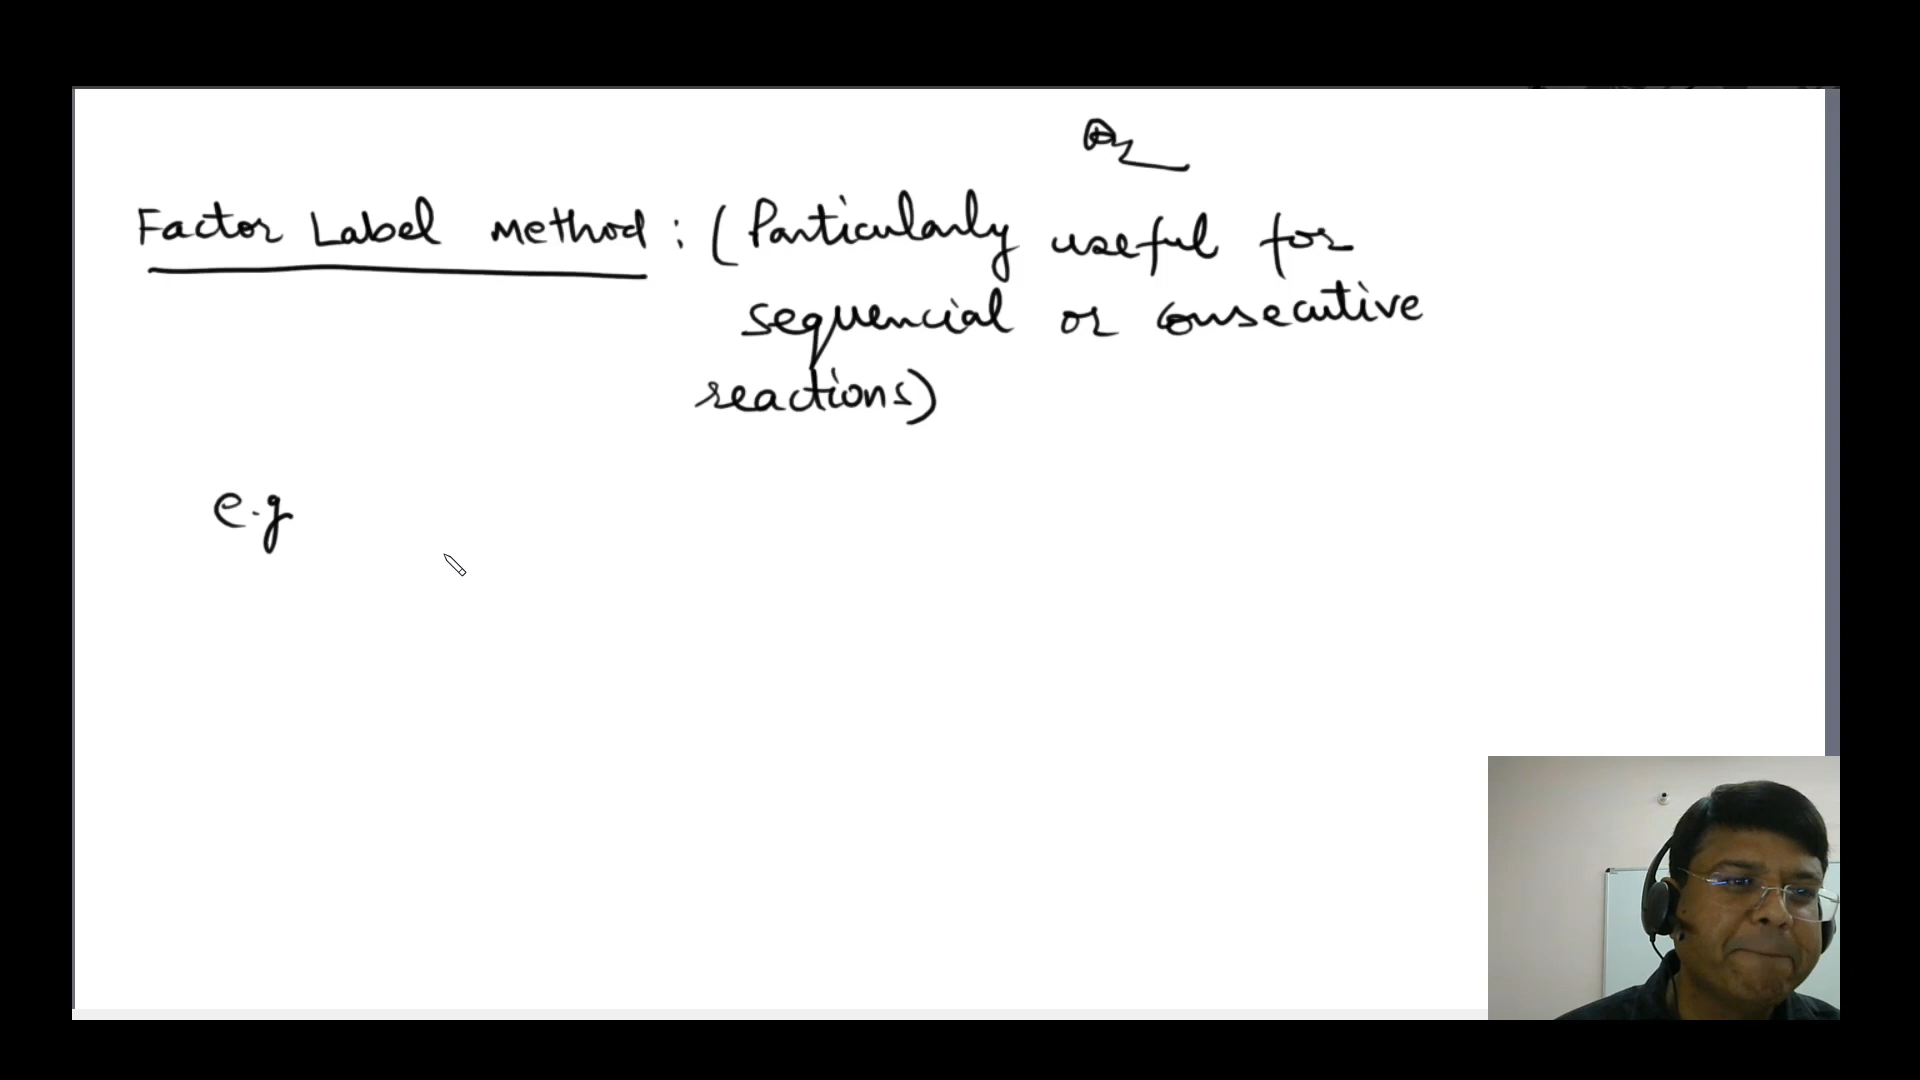 Factor Label method : (Particularly useful for
sequencial or consecutive
reactions)
e.g